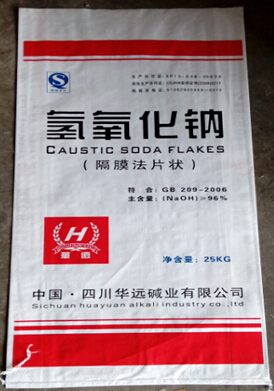 氢氧化钠
CAUSTIC SODA FLAKES
(隔膜法片状)
符 合: GB 209-2006
主含量: (NaOH)≥96%
H
华远
净含量: 25KG
中国·四川华远碱业有限公司
Sichuan huayuan alkali industry co.,ltd